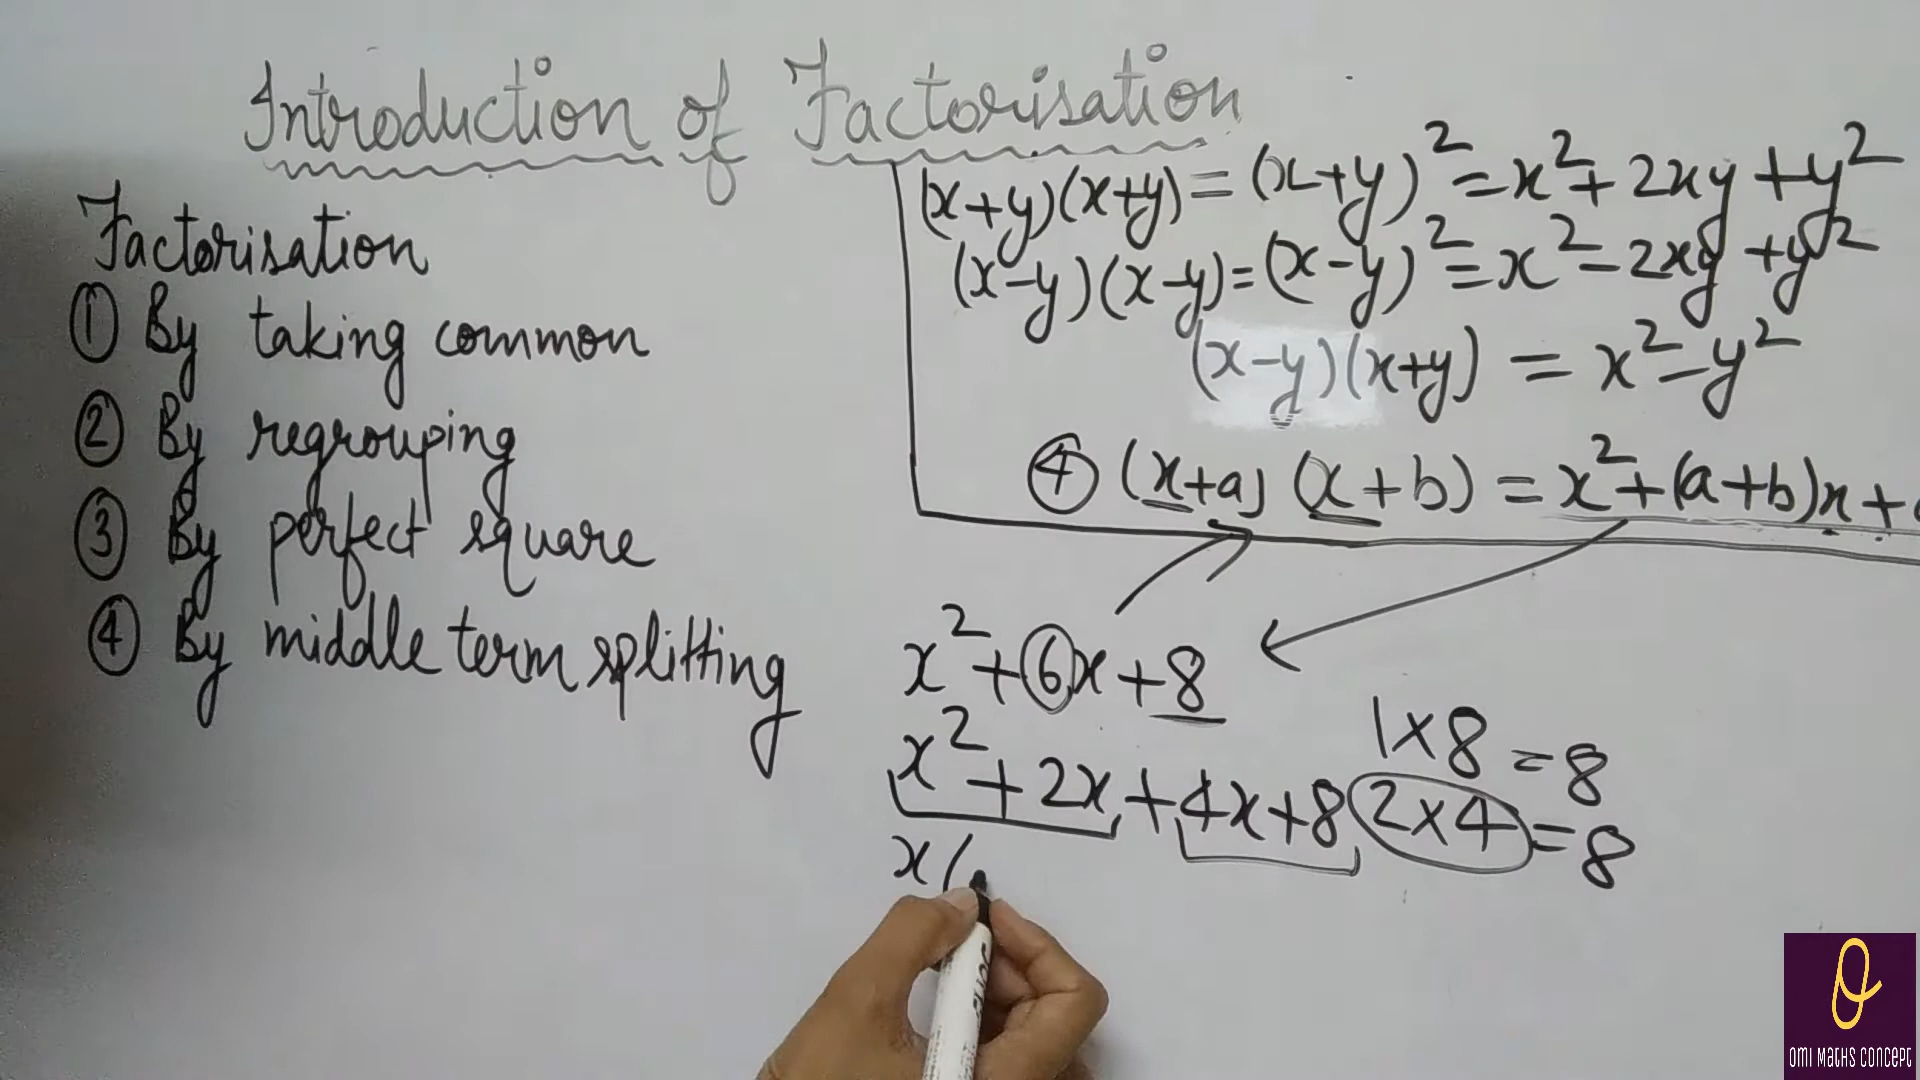 Introduction of Factorisation
Factorisation
① By taking common
② By regrouping
③ By perfect square
④ By middle term splitting
(x+y)(x+y) = (x+y)² = x² + 2xy + y²
(x-y)(x-y) = (x-y)² = x² - 2xy + y²
(x-y)(x+y) = x² - y²
④ (x+a) (x+b) = x² + (a+b)x +
x² + 6x + 8
x² + 2x + 4x + 8
x(
1 × 8 = 8
2 × 4 = 8
OMI MATHS CONCEPT